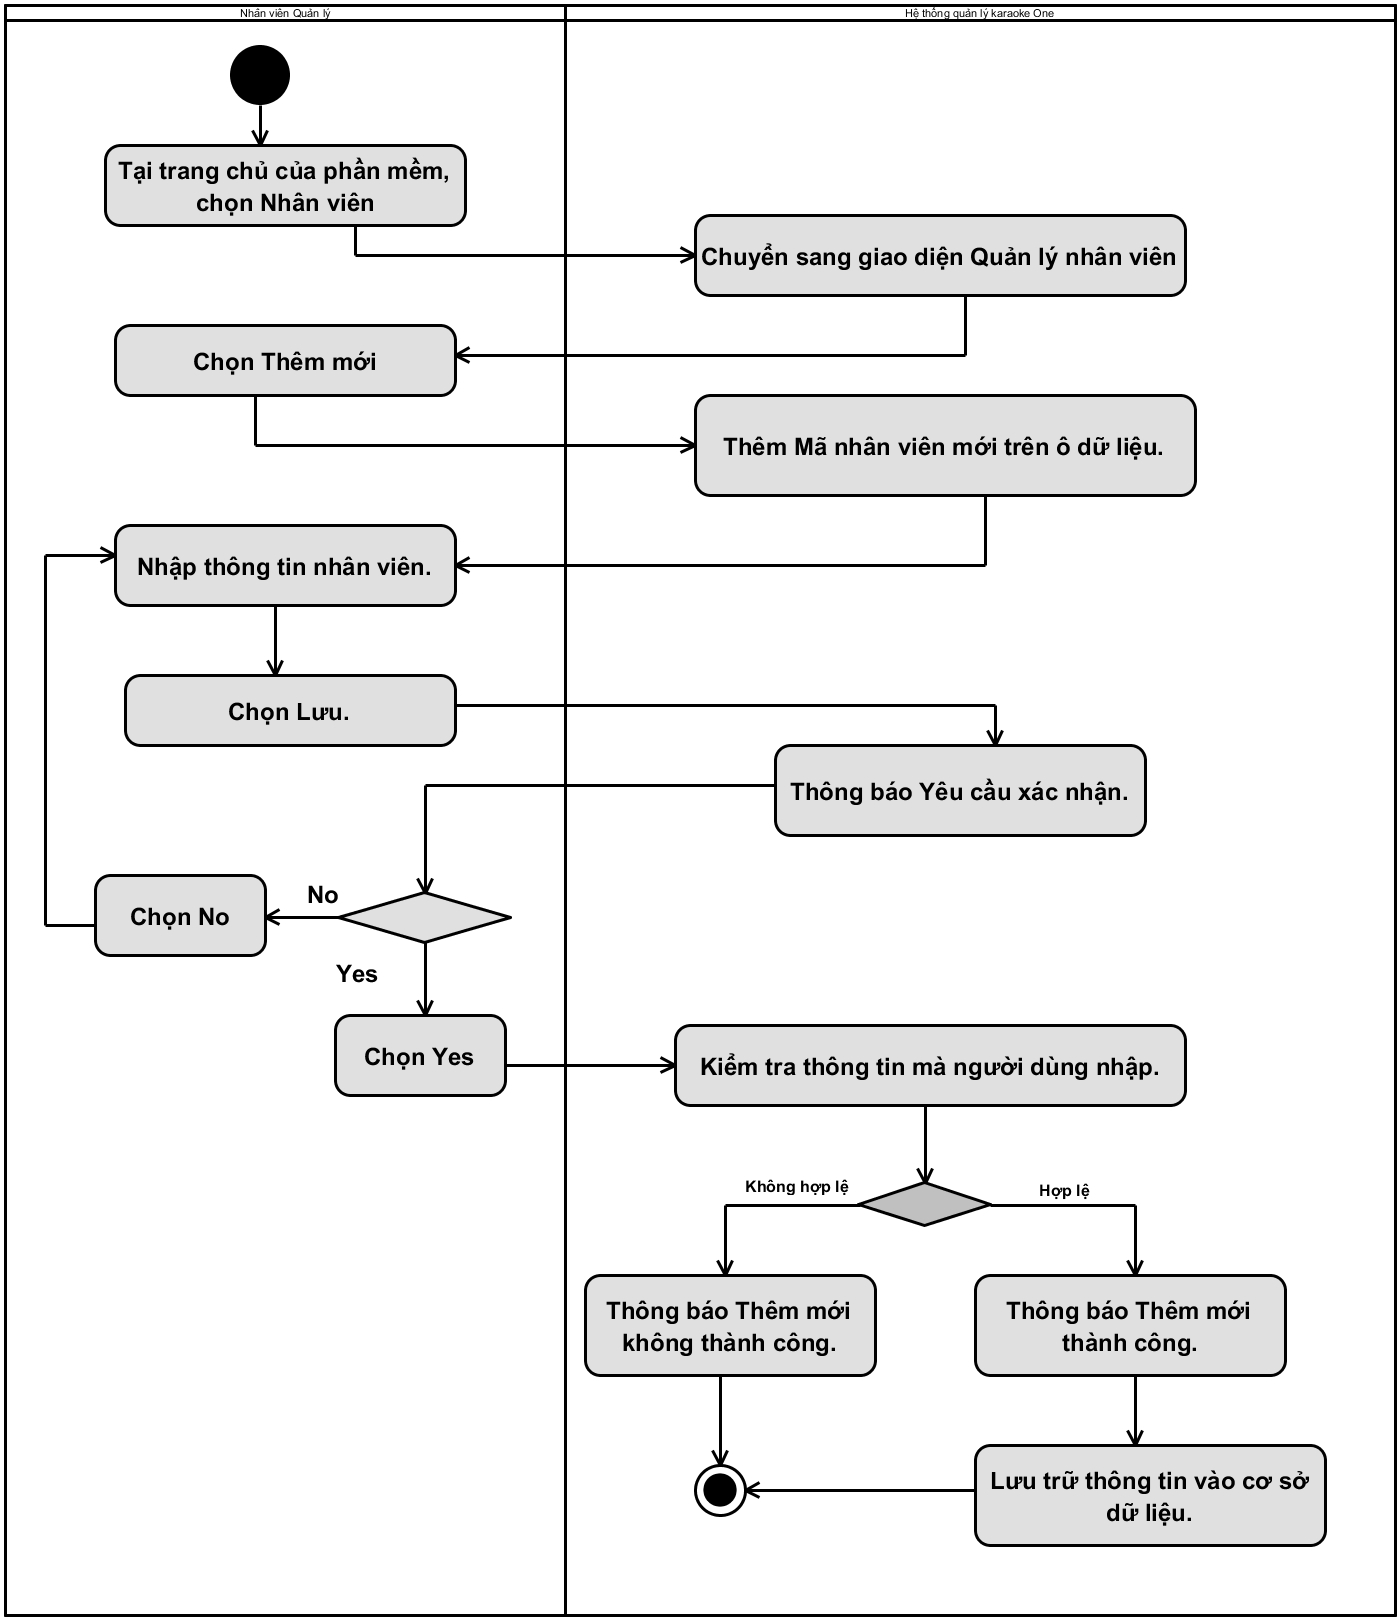 Nhân viên Quản lý
Hệ thống quản lý karaoke One
Tại trang chủ của phần mềm,
chọn Nhân viên
Chuyển sang giao diện Quản lý nhân viên
Chọn Thêm mới
Thêm Mã nhân viên mới trên ô dữ liệu.
Nhập thông tin nhân viên.
Chọn Lưu.
Thông báo Yêu cầu xác nhận.
No
Chọn No
Yes
Chọn Yes
Kiểm tra thông tin mà người dùng nhập.
Không hợp lệ
Hợp lệ
Thông báo Thêm mới
không thành công.
Thông báo Thêm mới
thành công.
Lưu trữ thông tin vào cơ sở
dữ liệu.